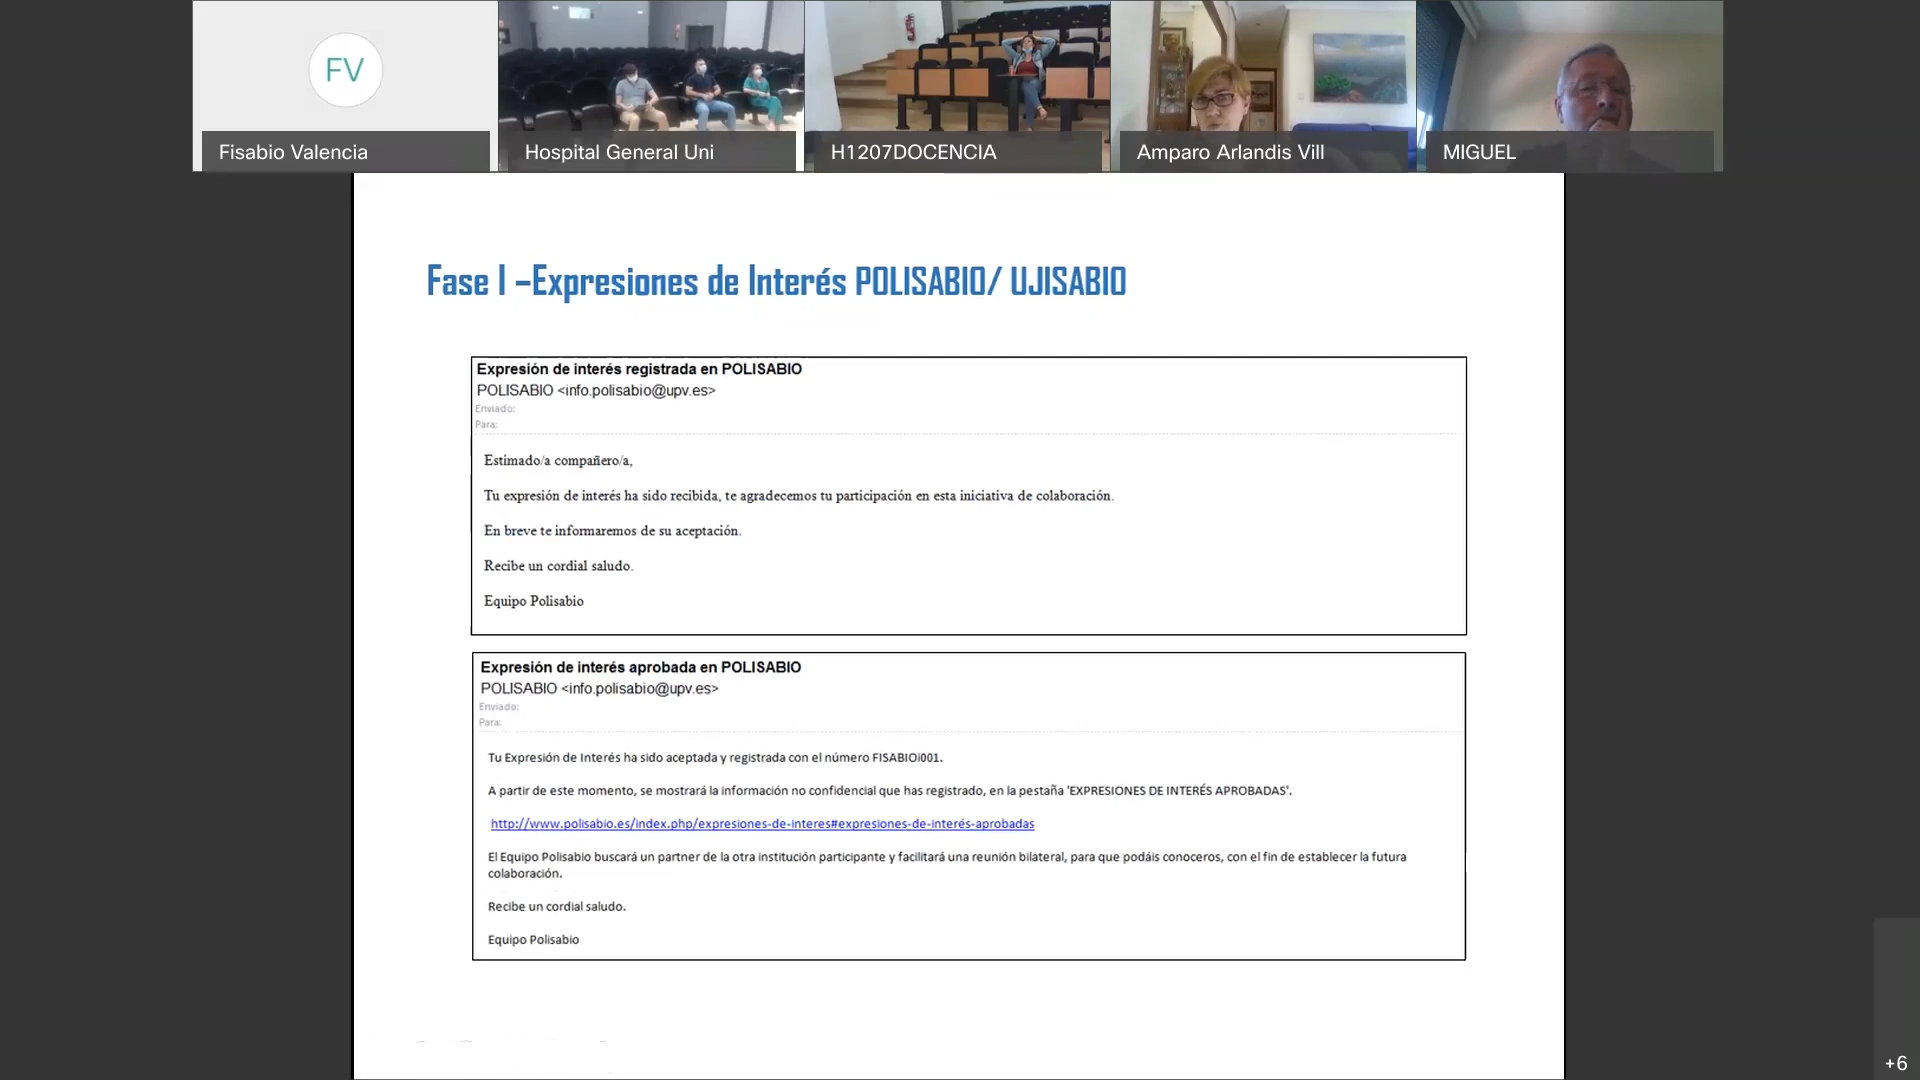 FV
Fisabio Valencia
Hospital General Uni
H1207DOCENCIA
Amparo Arlandis Vill
MIGUEL
Fase I –Expresiones de Interés POLISABIO/ UJISABIO
Expresión de interés registrada en POLISABIO
POLISABIO <info.polisabio@upv.es>
Enviado:
Para:
Estimado/a compañero/a,
Tu expresión de interés ha sido recibida, te agradecemos tu participación en esta iniciativa de colaboración.
En breve te informaremos de su aceptación.
Recibe un cordial saludo.
Equipo Polisabio
Expresión de interés aprobada en POLISABIO
POLISABIO <info.polisabio@upv.es>
Enviado:
Para:
Tu Expresión de Interés ha sido aceptada y registrada con el número FISABIOi001.
A partir de este momento, se mostrará la información no confidencial que has registrado, en la pestaña 'EXPRESIONES DE INTERÉS APROBADAS'.
http://www.polisabio.es/index.php/expresiones-de-interes#expresiones-de-interés-aprobadas
El Equipo Polisabio buscará un partner de la otra institución participante y facilitará una reunión bilateral, para que podáis conoceros, con el fin de establecer la futura
colaboración.
Recibe un cordial saludo.
Equipo Polisabio
+6